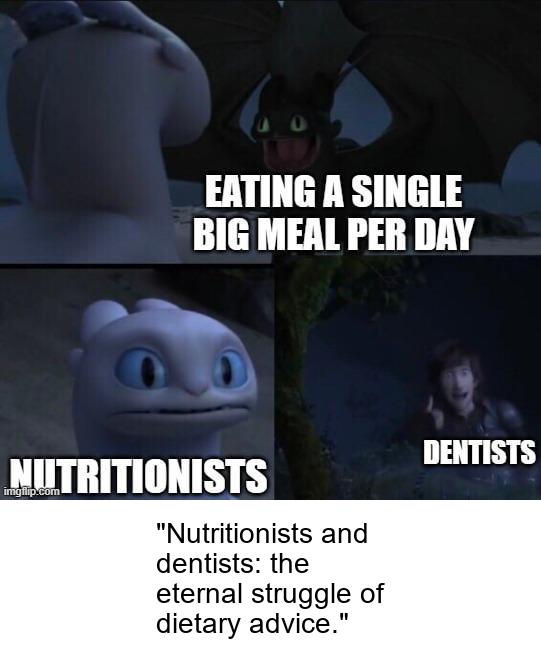 EATING A SINGLE
BIG MEAL PER DAY
NUTRITIONISTS
DENTISTS
imgflip.com
"Nutritionists and
dentists: the
eternal struggle of
dietary advice."